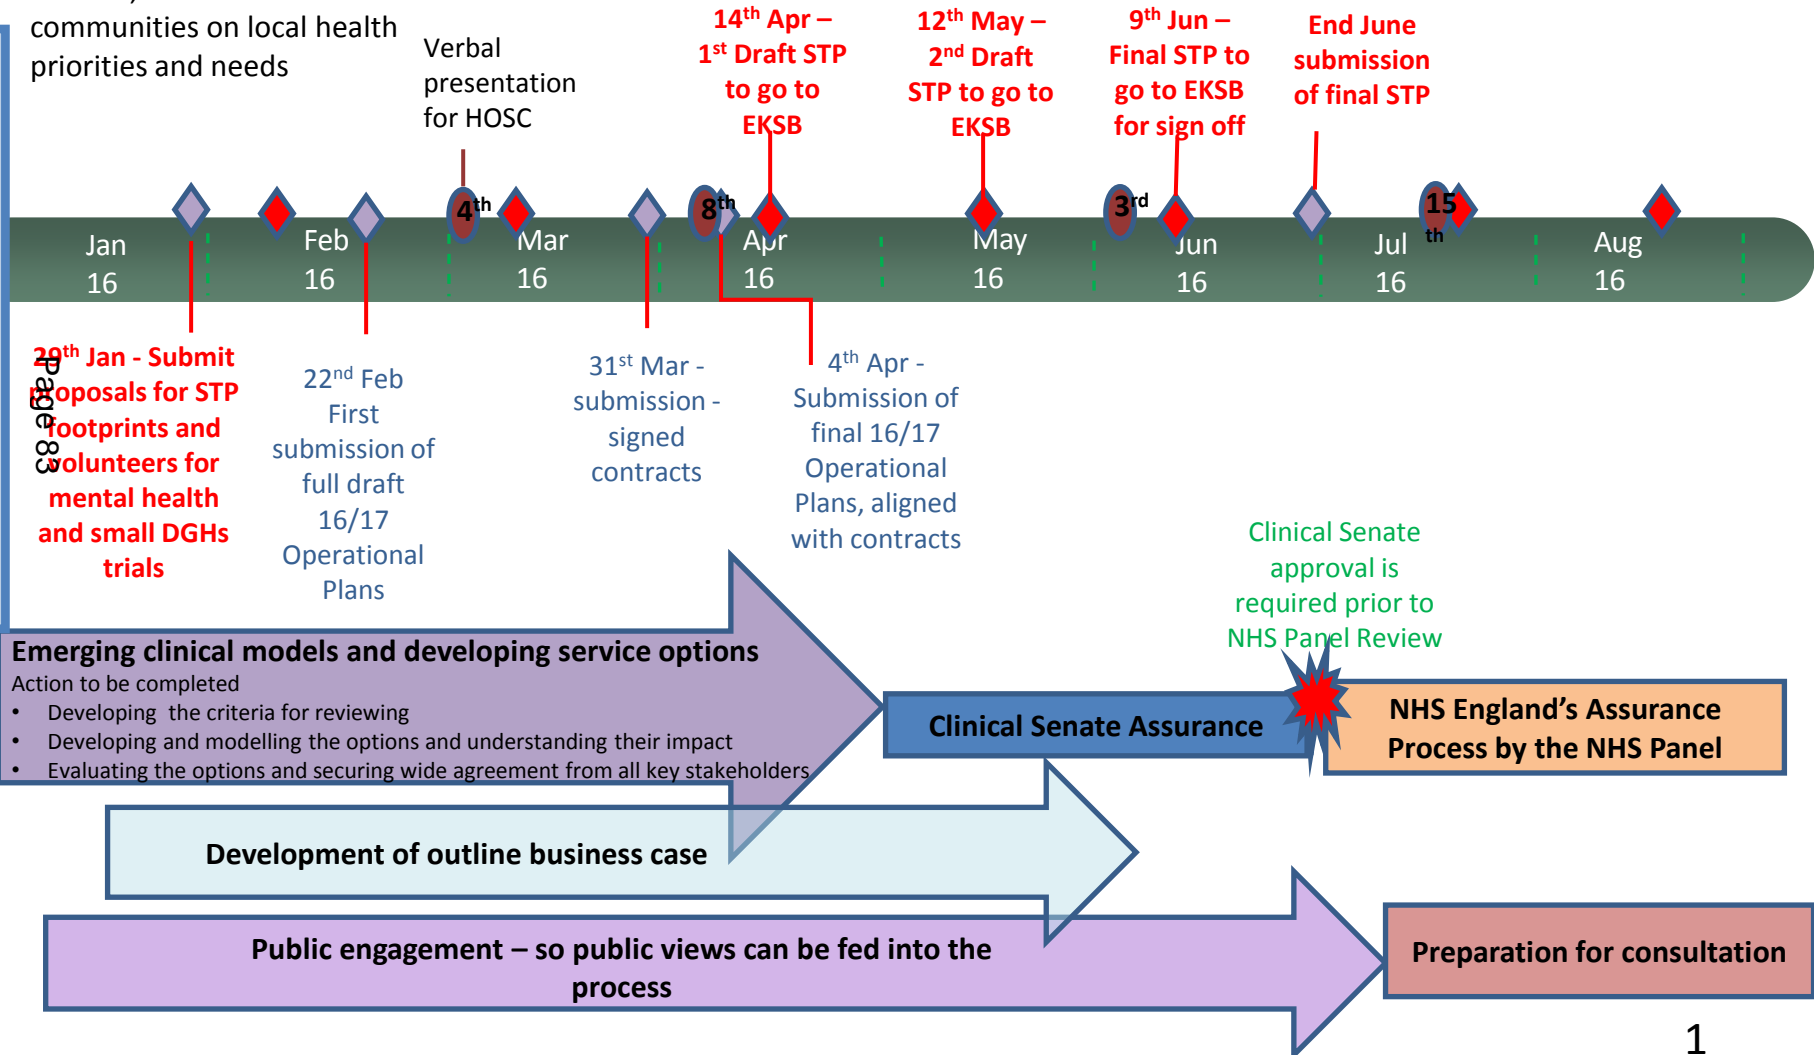 communities on local health
priorities and needs
Verbal
presentation
for HOSC
14th Apr –
1st Draft STP
to go to
EKSB
12th May –
2nd Draft
STP to go to
EKSB
9th Jun –
Final STP to
go to EKSB
for sign off
End June
submission
of final STP
4th
8th
3rd
15
th
Jan
16
Feb
16
Mar
16
Apr
16
May
16
Jun
16
Jul
16
Aug
16
29th Jan - Submit
proposals for STP
footprints and
volunteers for
mental health
and small DGHs
trials
Page 83
22nd Feb
First
submission of
full draft
16/17
Operational
Plans
31st Mar -
submission -
signed
contracts
4th Apr -
Submission of
final 16/17
Operational
Plans, aligned
with contracts
Clinical Senate
approval is
required prior to
NHS Panel Review
Emerging clinical models and developing service options
Action to be completed
• Developing the criteria for reviewing
• Developing and modelling the options and understanding their impact
• Evaluating the options and securing wide agreement from all key stakeholders
Clinical Senate Assurance
NHS England’s Assurance
Process by the NHS Panel
Development of outline business case
Public engagement – so public views can be fed into the
process
Preparation for consultation
1